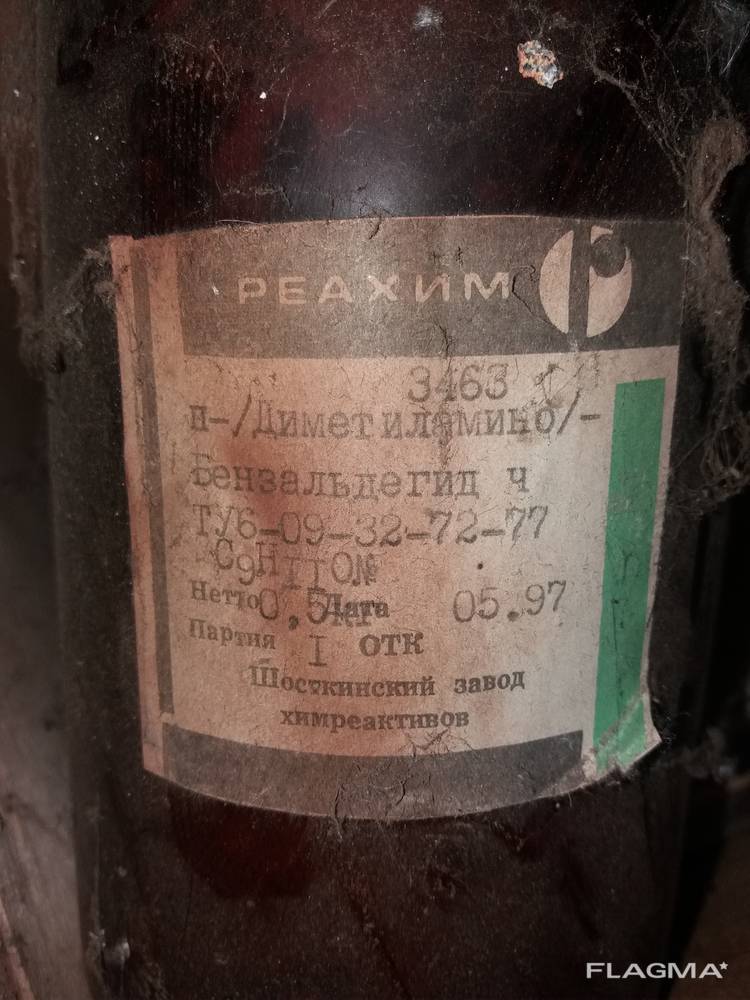 РЕАХИМ
3463
п-/Диметиламино/-
Бензальдегид ч
ТУ6-09-32-72-77
C9HIION
Нетто 0,5кг Дата 05.97
Партия I ОТК
Шосткинский завод
химреактивов
FLAGMA